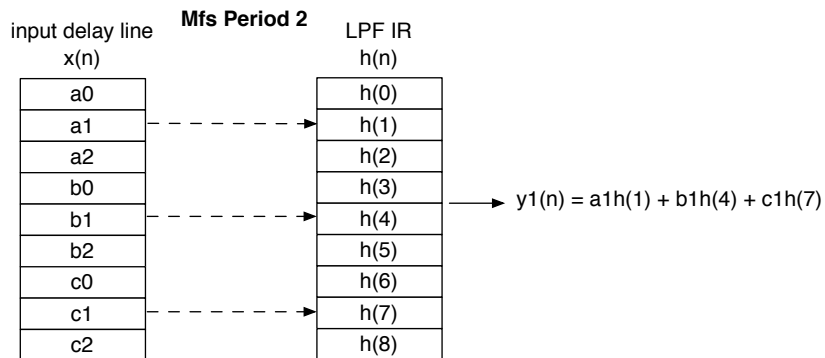 Mfs Period 2
input delay line
x(n)
LPF IR
h(n)
a0
h(0)
a1
h(1)
a2
h(2)
b0
h(3)
b1
h(4)
y1(n) = a1h(1) + b1h(4) + c1h(7)
b2
h(5)
c0
h(6)
c1
h(7)
c2
h(8)